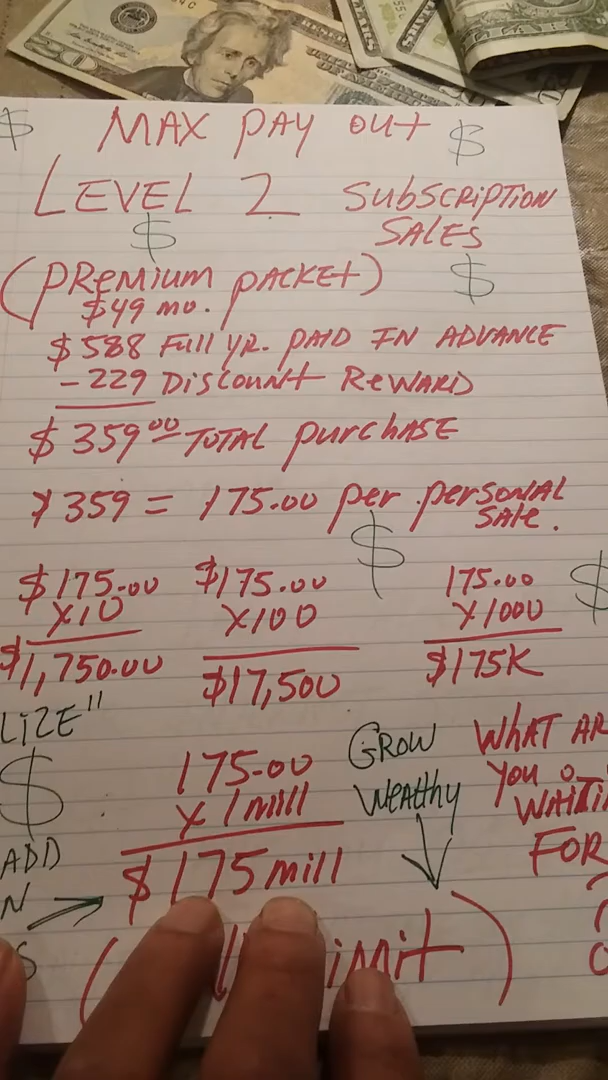 20
$ MAX PAY OUT $
LEVEL 2 SUBSCRIPTION
SALES
$
(PREMIUM PACKET) $
$49 MO.
$588 FULL YR. PAID IN ADVANCE
-229 DISCOUNT REWARD
$359.00 TOTAL PURCHASE
359 = 175.00 PER PERSONAL
SALE.
$
$175.00 $175.00 175.00 $
X10 X100 X1000
$1,750.00 $17,500 $175K
LIZE"
$
175.00
X 1 mill
$175 mill
GROW
WEALTHY
WHAT AR
YOU
WAITI
FOR
?
ADD
N
S
( imit )